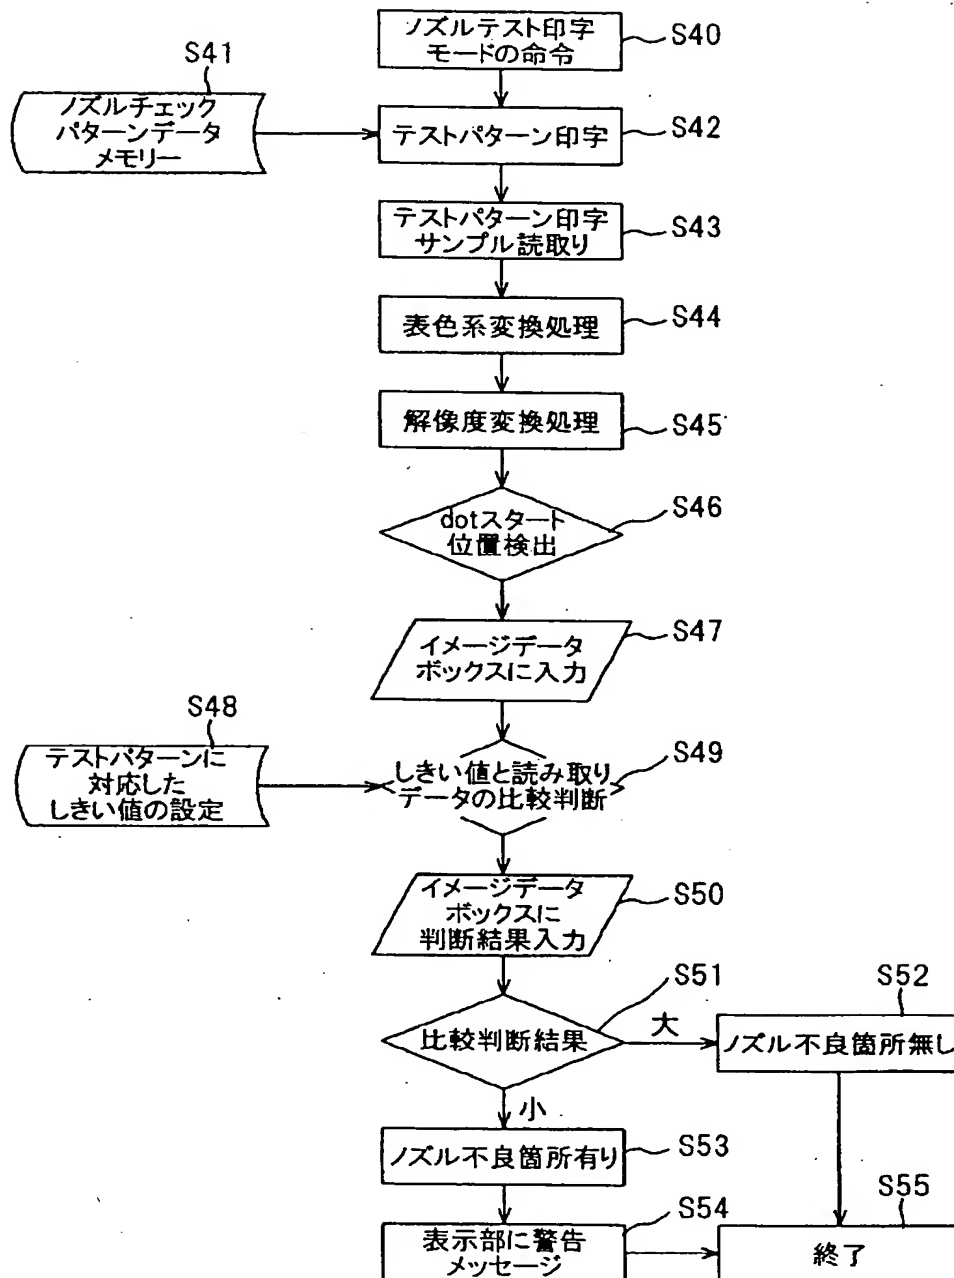 ノズルテスト印字
モードの命令
S40
S41
ノズルチェック
パターンデータ
メモリー
テストパターン印字
S42
テストパターン印字
サンプル読取り
S43
表色系変換処理
S44
解像度変換処理
S45
dotスタート
位置検出
S46
イメージデータ
ボックスに入力
S47
S48
テストパターンに
対応した
しきい値の設定
しきい値と読み取り
データの比較判断
S49
イメージデータ
ボックスに
判断結果入力
S50
比較判断結果
S51
大
S52
ノズル不良箇所無し
小
ノズル不良箇所有り
S53
表示部に警告
メッセージ
S54
S55
終了